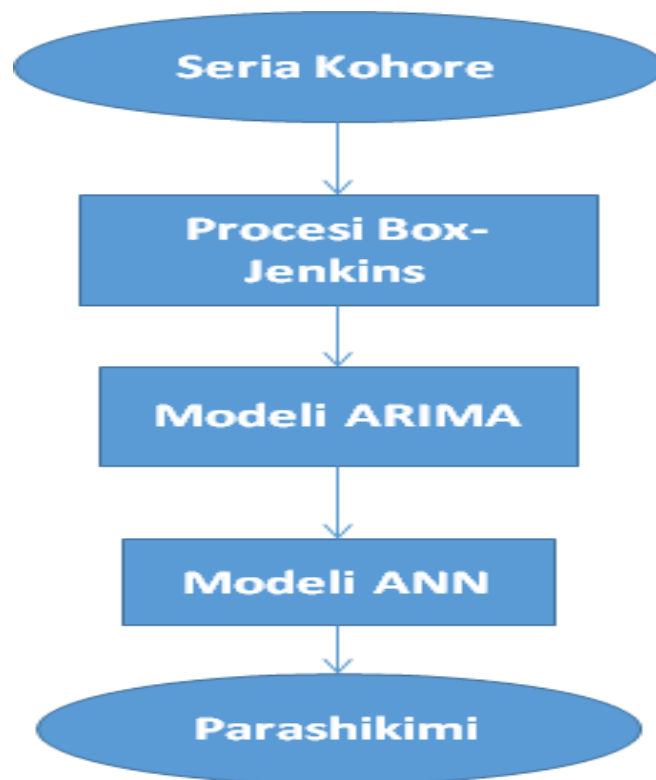 Seria Kohore
Procesi Box-
Jenkins
Modeli ARIMA
Modeli ANN
Parashikimi